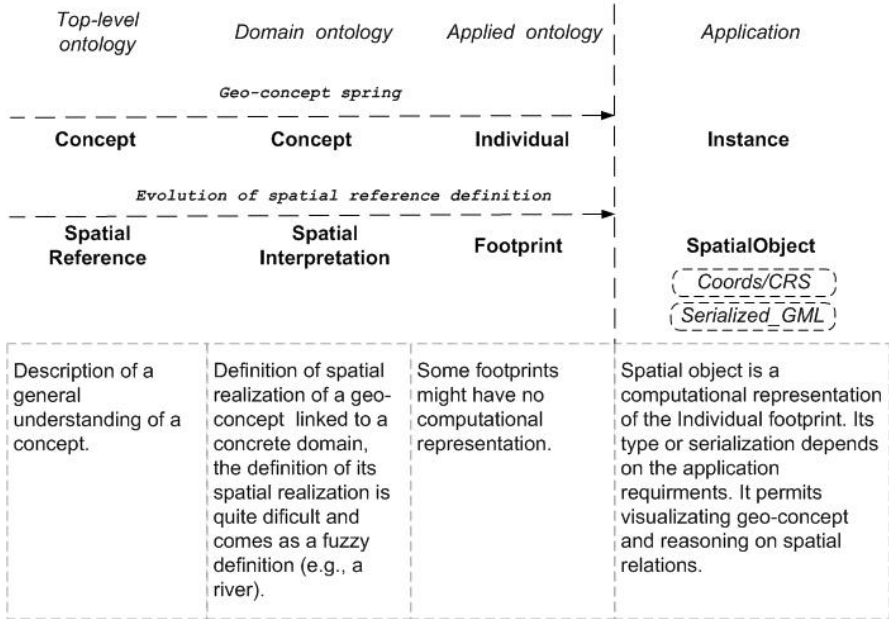 Top-level ontology
Domain ontology
Applied ontology
Application
Geo-concept spring
Concept
Concept
Individual
Instance
Evolution of spatial reference definition
Spatial Reference
Spatial Interpretation
Footprint
SpatialObject
Coords/CRS
Serialized_GML
Description of a
general
understanding of a
concept.
Definition of spatial
realization of a geo-
concept linked to a
concrete domain,
the definition of its
spatial realization is
quite dificult and
comes as a fuzzy
definition (e.g., a
river).
Some footprints
might have no
computational
representation.
Spatial object is a
computational representation
of the Individual footprint. Its
type or serialization depends
on the application
requirments. It permits
visualizating geo-concept
and reasoning on spatial
relations.